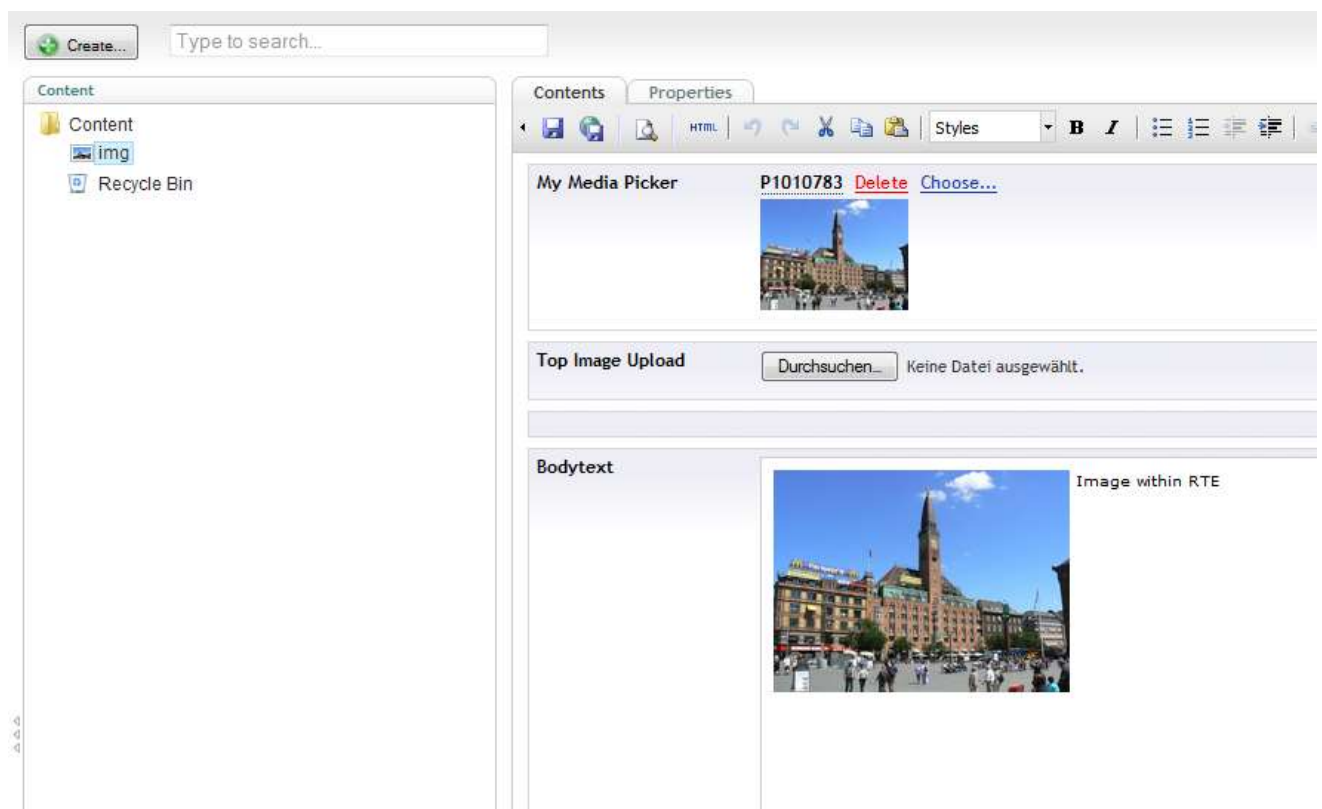 Create...
Type to search...
Content
Content
img
Recycle Bin
Contents
Properties
HTML
Styles
B
I
My Media Picker
P1010783 Delete Choose...
Top Image Upload
Durchsuchen... Keine Datei ausgewählt.
Bodytext
Image within RTE